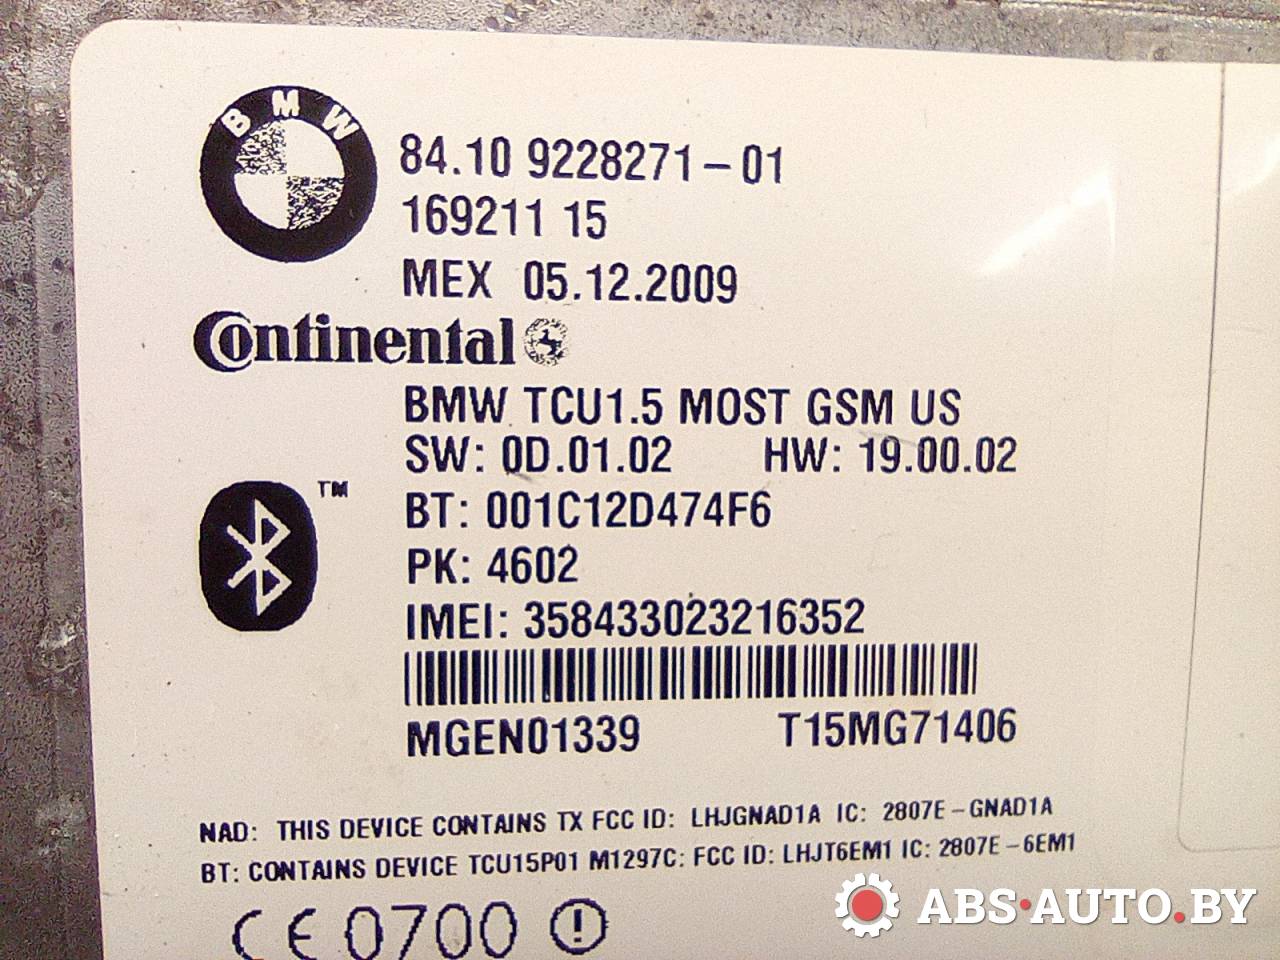 BMW
84.10 9228271-01
169211 15
MEX 05.12.2009
Continental
BMW TCU1.5 MOST GSM US
SW: 0D.01.02 HW: 19.00.02
BT: 001C12D474F6
TM
PK: 4602
IMEI: 358433023216352
MGEN01339 T15MG71406
NAD: THIS DEVICE CONTAINS TX FCC ID: LHJGNAD1A IC: 2807E-GNAD1A
BT: CONTAINS DEVICE TCU15P01 M1297C; FCC ID: LHJT6EM1 IC: 2807E-6EM1
CE 0700
ABS-AUTO.BY